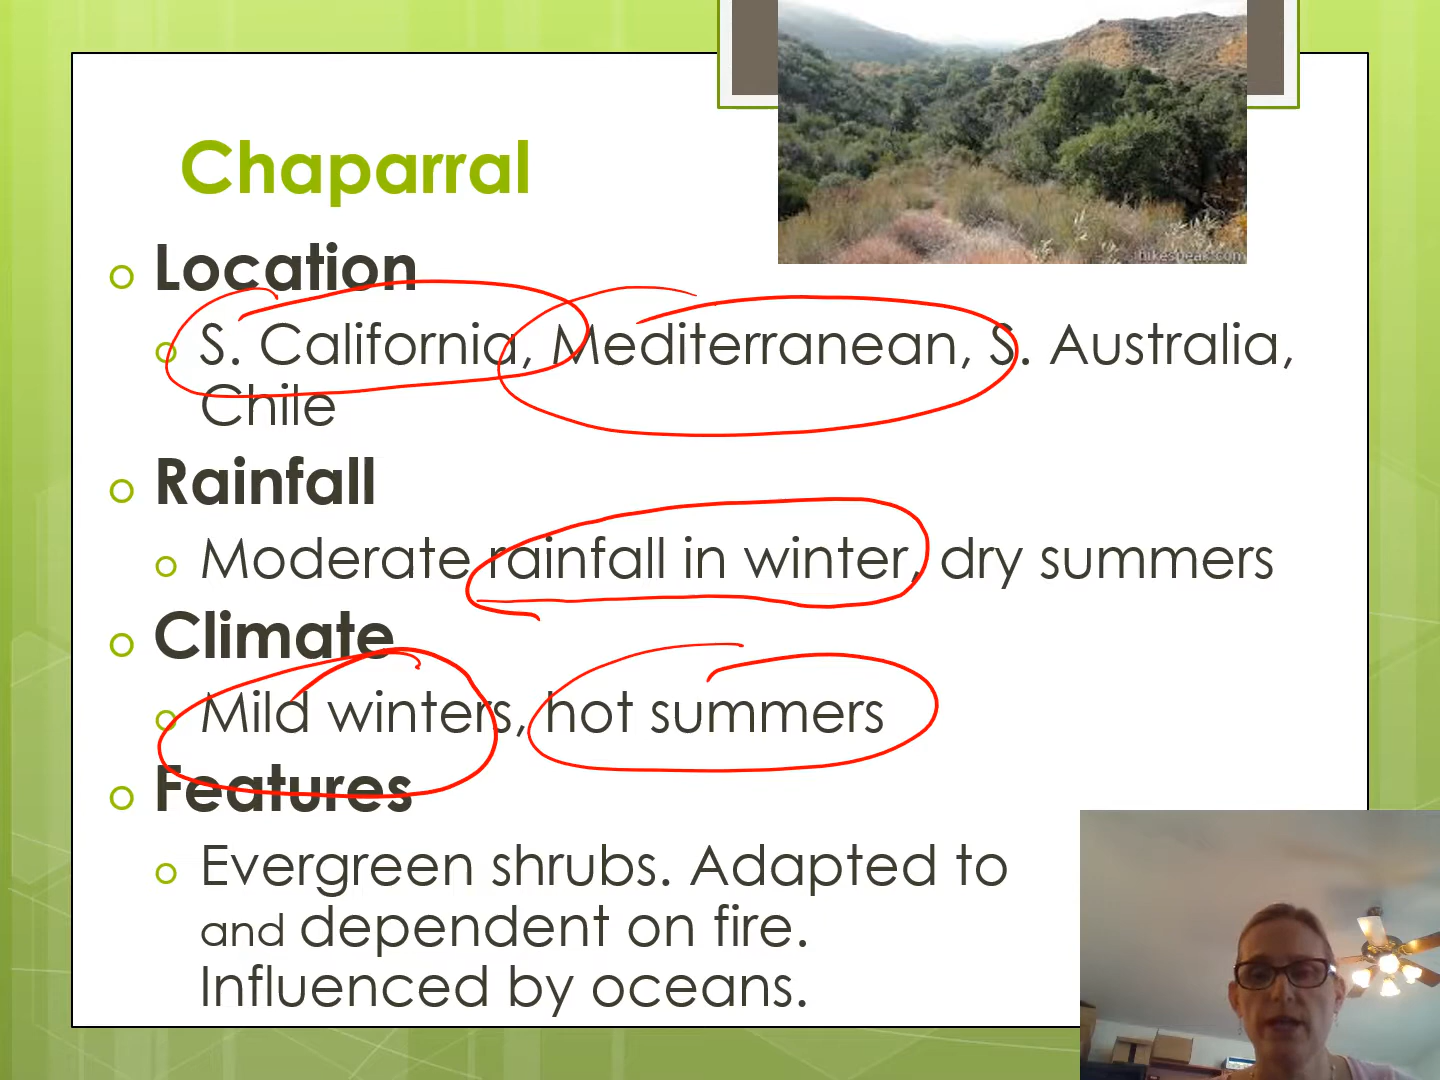 Chaparral
Location
S. California, Mediterranean, S. Australia,
Chile
Rainfall
Moderate rainfall in winter, dry summers
Climate
Mild winters, hot summers
Features
Evergreen shrubs. Adapted to
and dependent on fire.
Influenced by oceans.
hikespeak.com